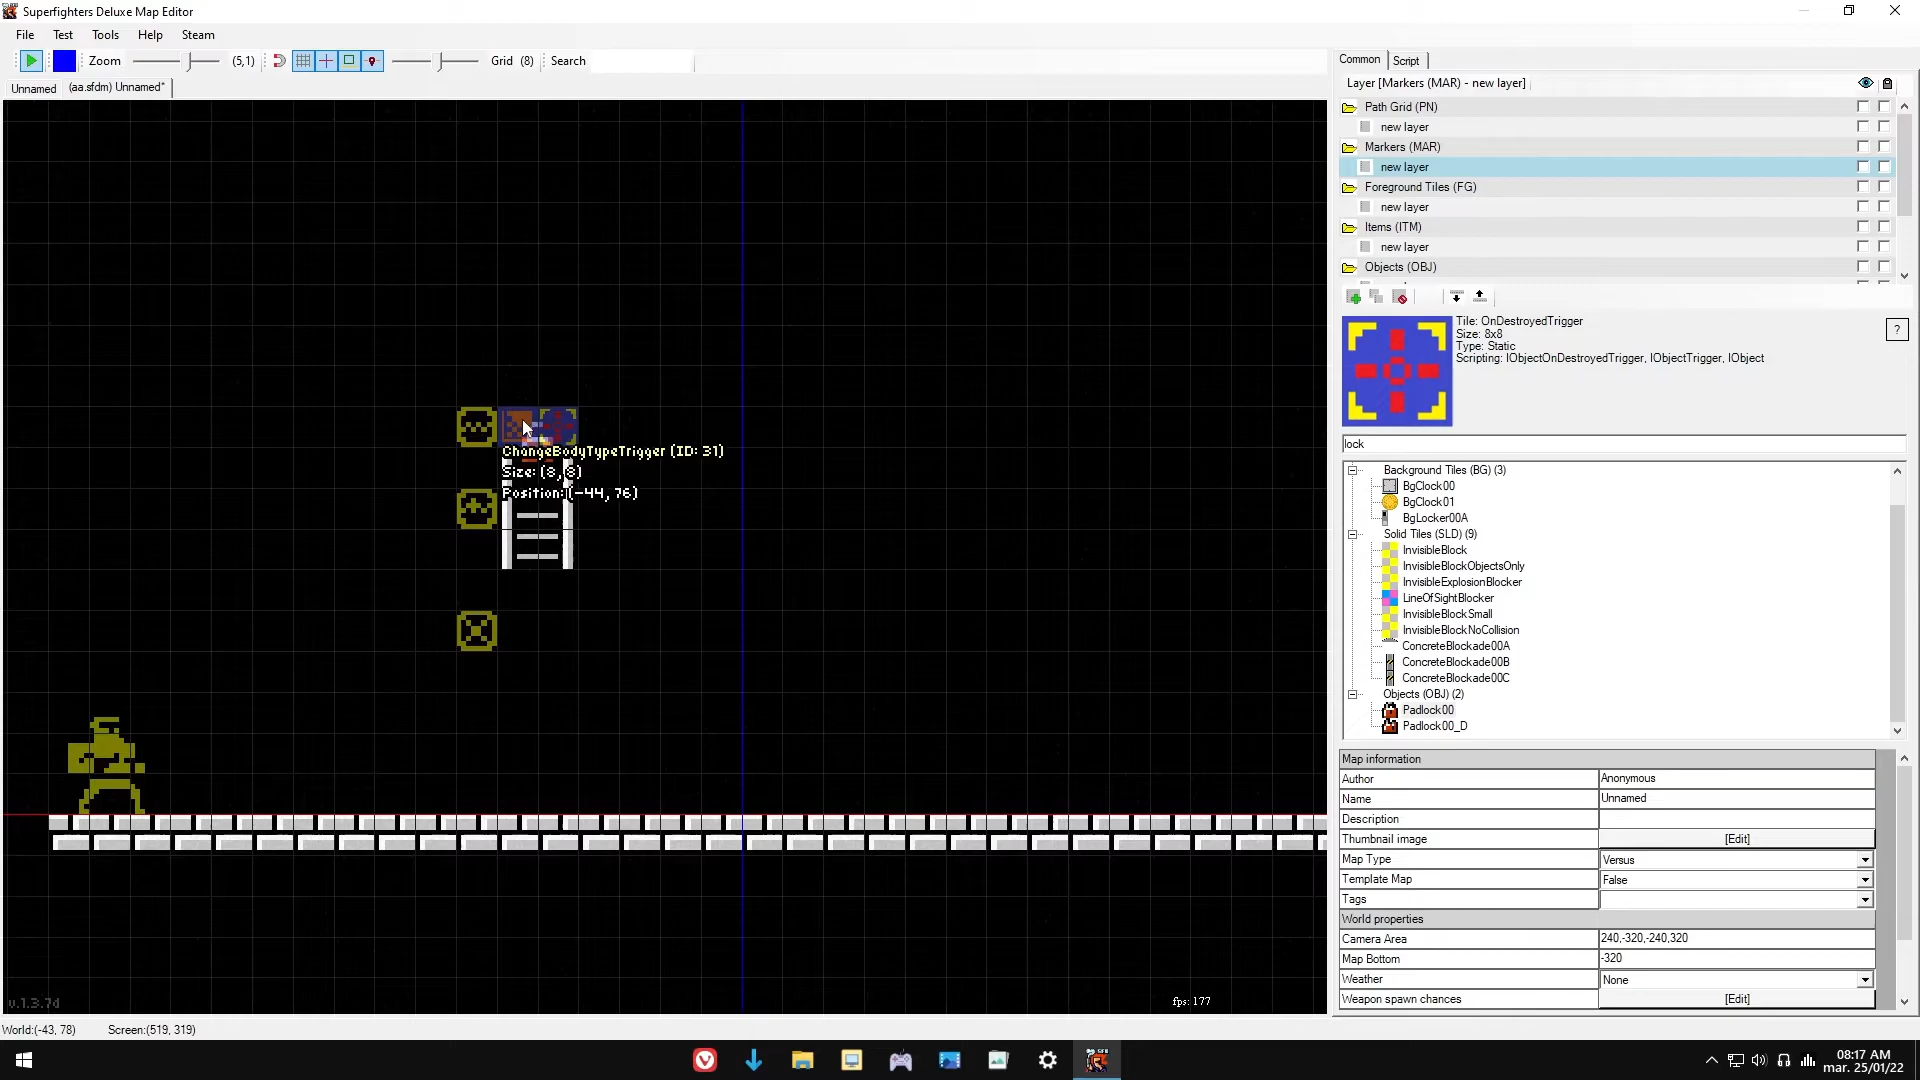 Superfighters Deluxe Map Editor
File Test Tools Help Steam
Zoom (5,1) Grid (8) Search
Unnamed (aa.sfdm) Unnamed*
ChangeBodyTypeTrigger (ID: 31)
Size: (8, 8)
Position: (-44, 76)
v.1.3.7d
fps: 177
World:(-43, 78) Screen:(519, 319)
Common Script
Layer [Markers (MAR) - new layer]
Path Grid (PN)
new layer
Markers (MAR)
new layer
Foreground Tiles (FG)
new layer
Items (ITM)
new layer
Objects (OBJ)
Tile: OnDestroyedTrigger
Size: 8x8
Type: Static
Scripting: IObjectOnDestroyedTrigger, IObjectTrigger, IObject
?
lock
Background Tiles (BG) (3)
BgClock00
BgClock01
BgLocker00A
Solid Tiles (SLD) (9)
InvisibleBlock
InvisibleBlockObjectsOnly
InvisibleExplosionBlocker
LineOfSightBlocker
InvisibleBlockSmall
InvisibleBlockNoCollision
ConcreteBlockade00A
ConcreteBlockade00B
ConcreteBlockade00C
Objects (OBJ) (2)
Padlock00
Padlock00_D
Map information
Author Anonymous
Name Unnamed
Description
Thumbnail image [Edit]
Map Type Versus
Template Map False
Tags
World properties
Camera Area 240,-320,-240,320
Map Bottom -320
Weather None
Weapon spawn chances [Edit]
08:17 AM
mar. 25/01/22